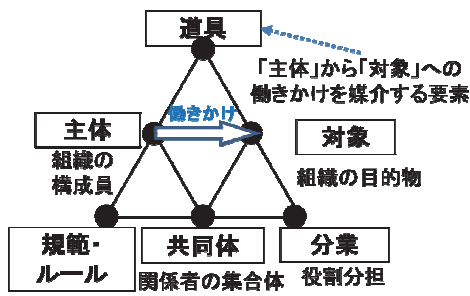 道具
「主体」から「対象」への
働きかけを媒介する要素
働きかけ
主体
対象
組織の
構成員
組織の目的物
規範・
ルール
共同体
分業
関係者の集合体
役割分担